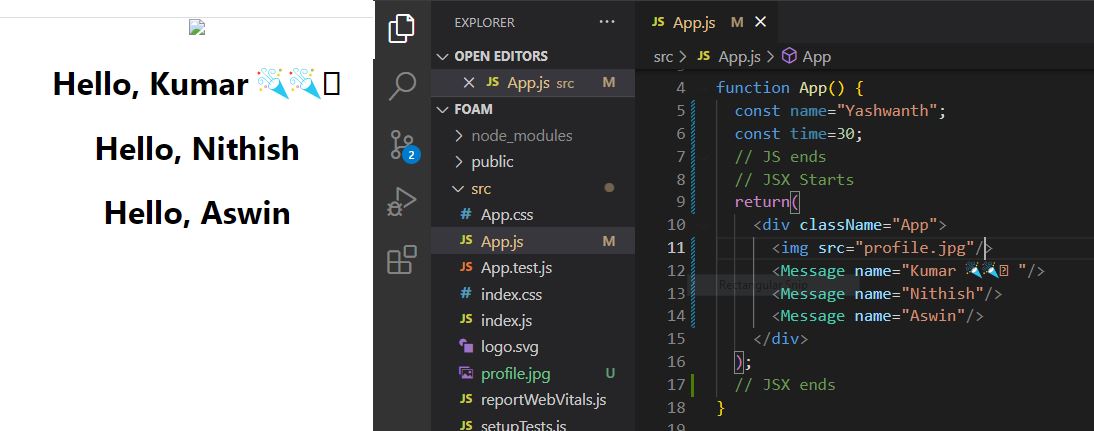 Hello, Kumar 🎉🎉▯
Hello, Nithish
Hello, Aswin
2
EXPLORER ...
OPEN EDITORS
× JS App.js src M
FOAM
> node_modules
> public
src
# App.css
JS App.js M
JS App.test.js
# index.css
JS index.js
logo.svg
profile.jpg U
JS reportWebVitals.js
JS setupTests.js
JS App.js M ×
src > JS App.js > App
4 function App() {
5 const name="Yashwanth";
6 const time=30;
7 // JS ends
8 // JSX Starts
9 return(
10 <div className="App">
11 <img src="profile.jpg"/>
12 <Message name="Kumar 🎉🎉▯ "/>
Rectangular Snip
13 <Message name="Nithish"/>
14 <Message name="Aswin"/>
15 </div>
16 );
17 // JSX ends
18 }
19